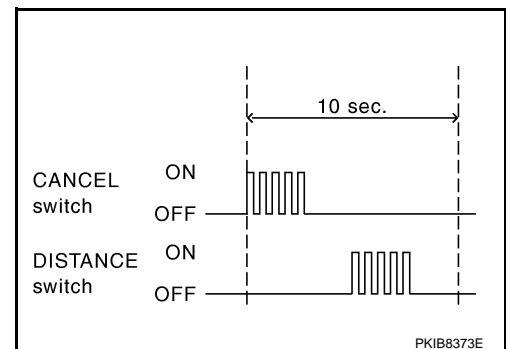 10 sec.
CANCEL
switch
ON
OFF
DISTANCE
switch
ON
OFF
PKIB8373E